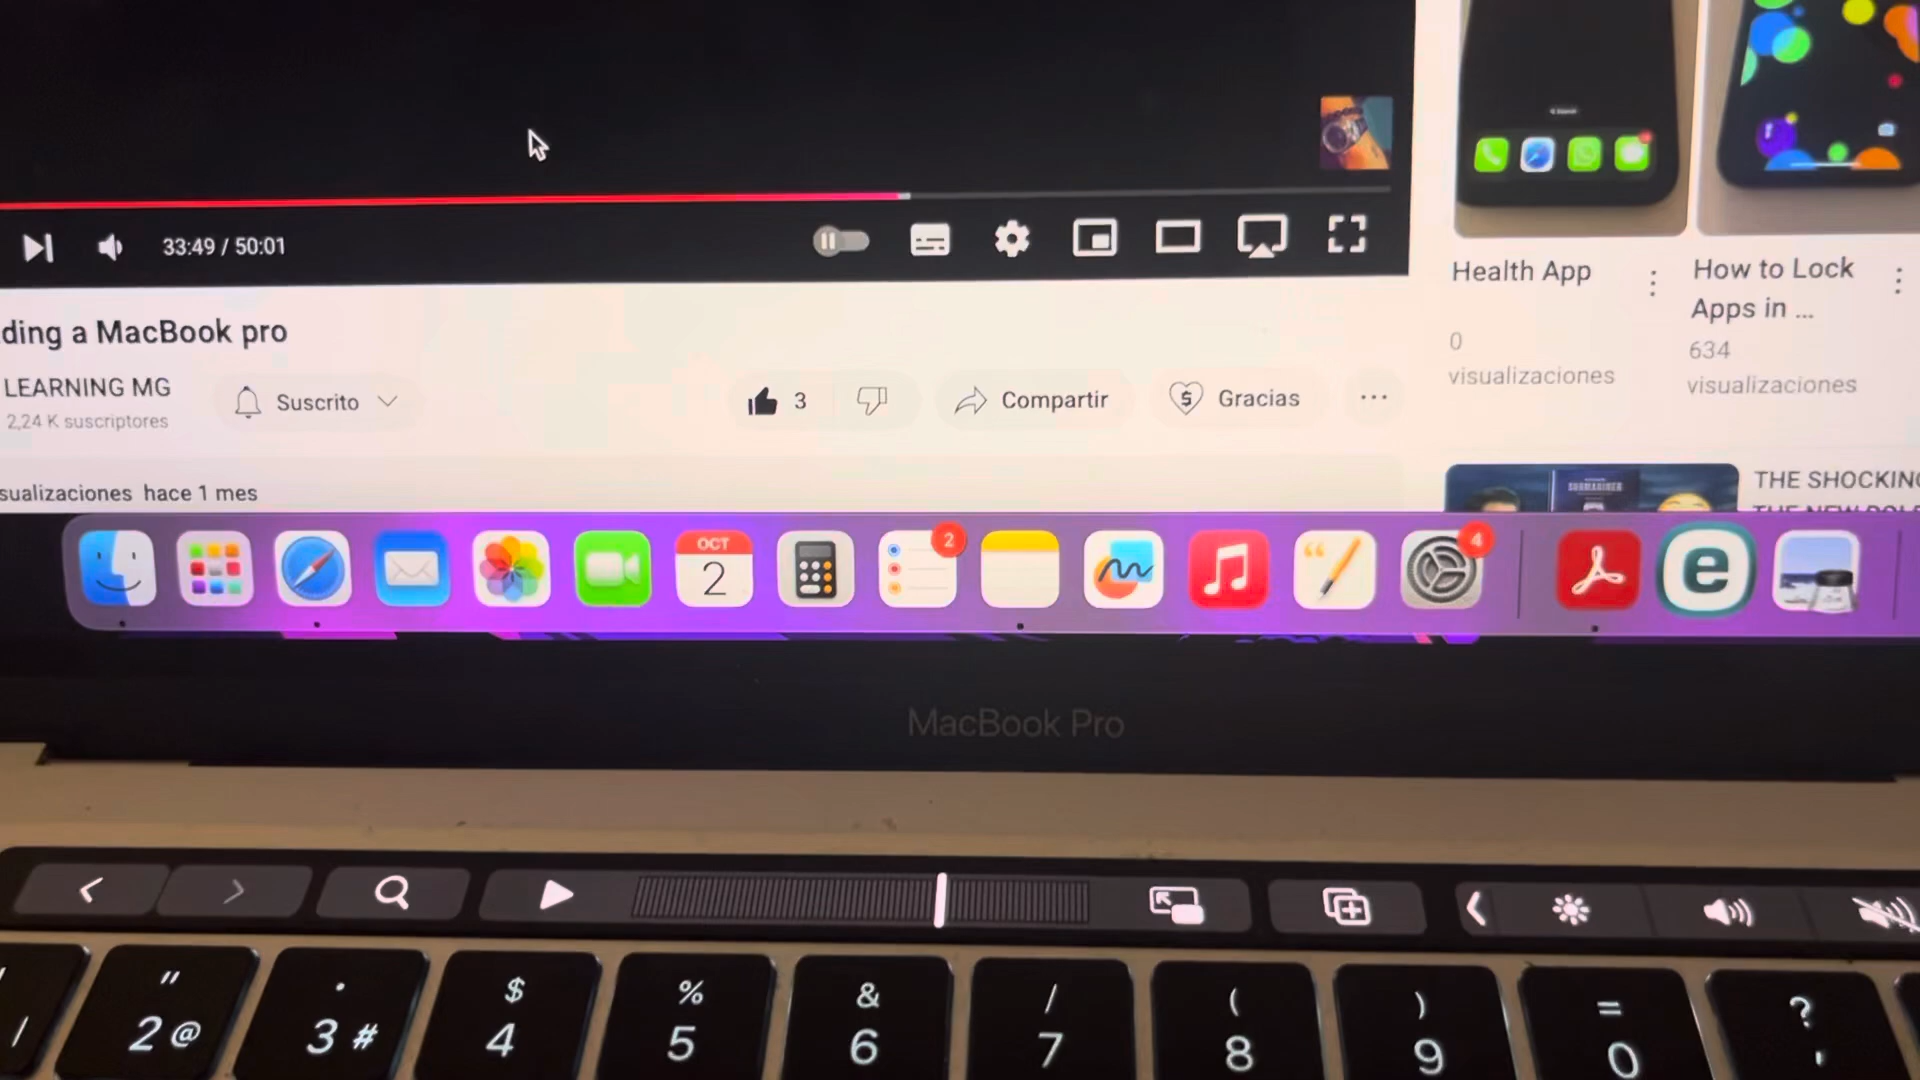 33:49 / 50:01
ding a MacBook pro
LEARNING MG
2,24 K suscriptores
Suscrito
3
Compartir
Gracias
sualizaciones hace 1 mes
Health App
0
visualizaciones
How to Lock
Apps in ...
634
visualizaciones
SUBMARINER
THE SHOCKING
OCT
2
2
4
MacBook Pro
" · $ % & / ( ) = ?
/ 2 @ 3 # 4 5 6 7 8 9 0 '